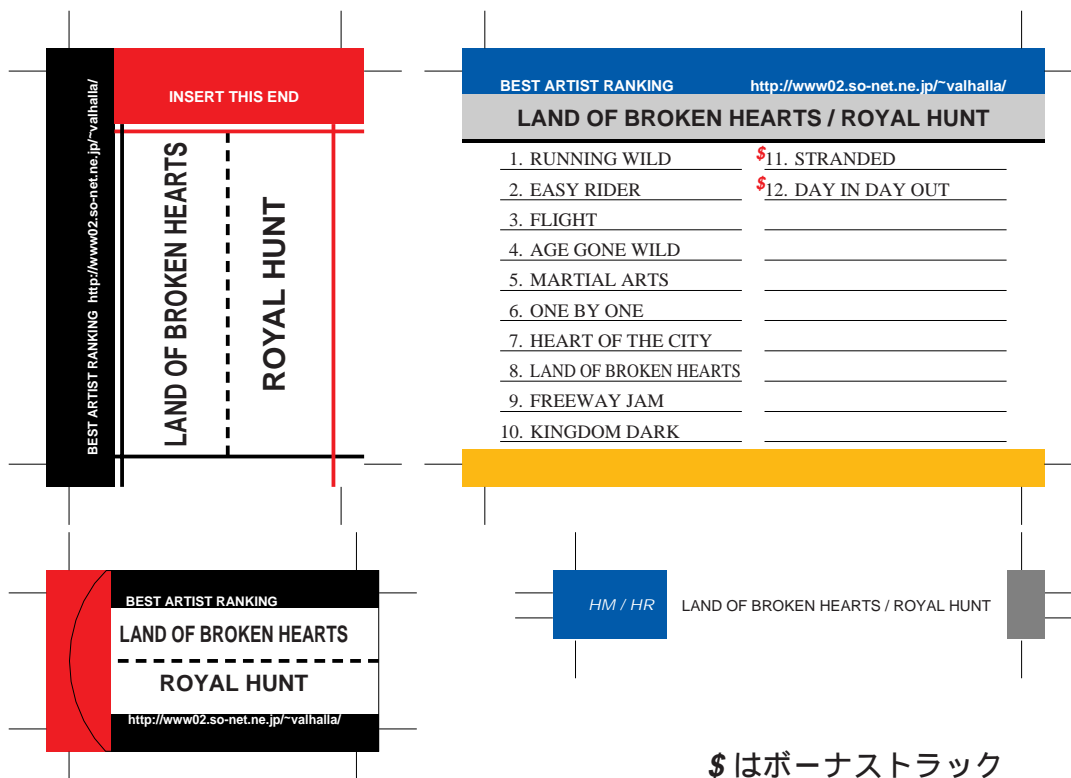 INSERT THIS END
BEST ARTIST RANKING http://www02.so-net.ne.jp/~valhalla/
LAND OF BROKEN HEARTS
ROYAL HUNT
BEST ARTIST RANKING http://www02.so-net.ne.jp/~valhalla/
LAND OF BROKEN HEARTS / ROYAL HUNT
1. RUNNING WILD
2. EASY RIDER
3. FLIGHT
4. AGE GONE WILD
5. MARTIAL ARTS
6. ONE BY ONE
7. HEART OF THE CITY
8. LAND OF BROKEN HEARTS
9. FREEWAY JAM
10. KINGDOM DARK
$11. STRANDED
$12. DAY IN DAY OUT
BEST ARTIST RANKING
LAND OF BROKEN HEARTS
ROYAL HUNT
http://www02.so-net.ne.jp/~valhalla/
HM / HR LAND OF BROKEN HEARTS / ROYAL HUNT
$ はボーナストラック